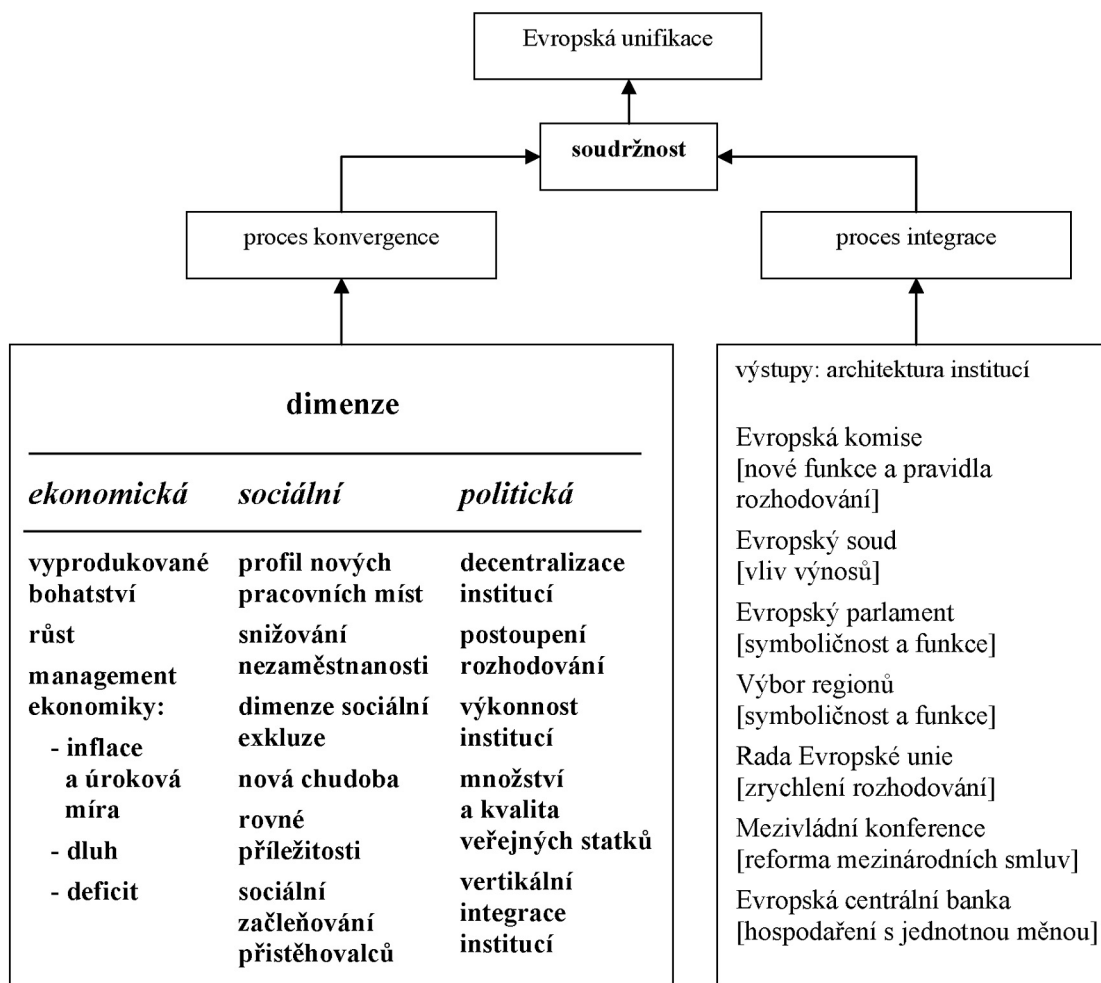 Evropská unifikace
soudržnost
proces konvergence
proces integrace
dimenze
ekonomická
vyprodukované
bohatství
růst
management
ekonomiky:
- inflace
a úroková
míra
- dluh
- deficit
sociální
profil nových
pracovních míst
snižování
nezaměstnanosti
dimenze sociální
exkluze
nová chudoba
rovné
příležitosti
sociální
začleňování
přistěhovalců
politická
decentralizace
institucí
postoupení
rozhodování
výkonnost
institucí
množství
a kvalita
veřejných statků
vertikální
integrace
institucí
výstupy: architektura institucí
Evropská komise
[nové funkce a pravidla
rozhodování]
Evropský soud
[vliv výnosů]
Evropský parlament
[symboličnost a funkce]
Výbor regionů
[symboličnost a funkce]
Rada Evropské unie
[zrychlení rozhodování]
Mezivládní konference
[reforma mezinárodních smluv]
Evropská centrální banka
[hospodaření s jednotnou měnou]